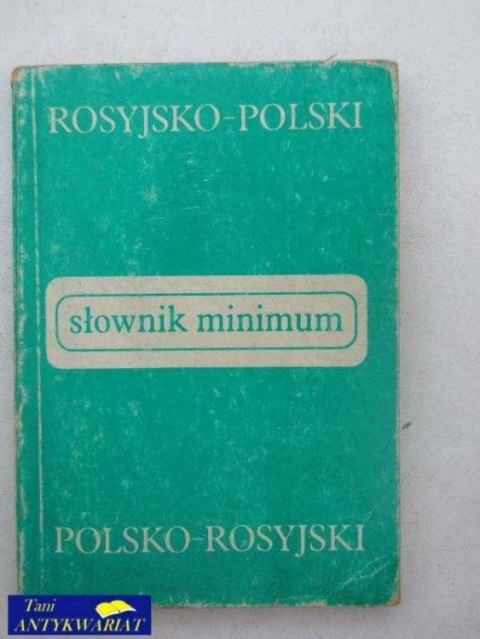 ROSYJSKO-POLSKI
słownik minimum
POLSKO-ROSYJSKI
Tani
ANTYKWARIAT